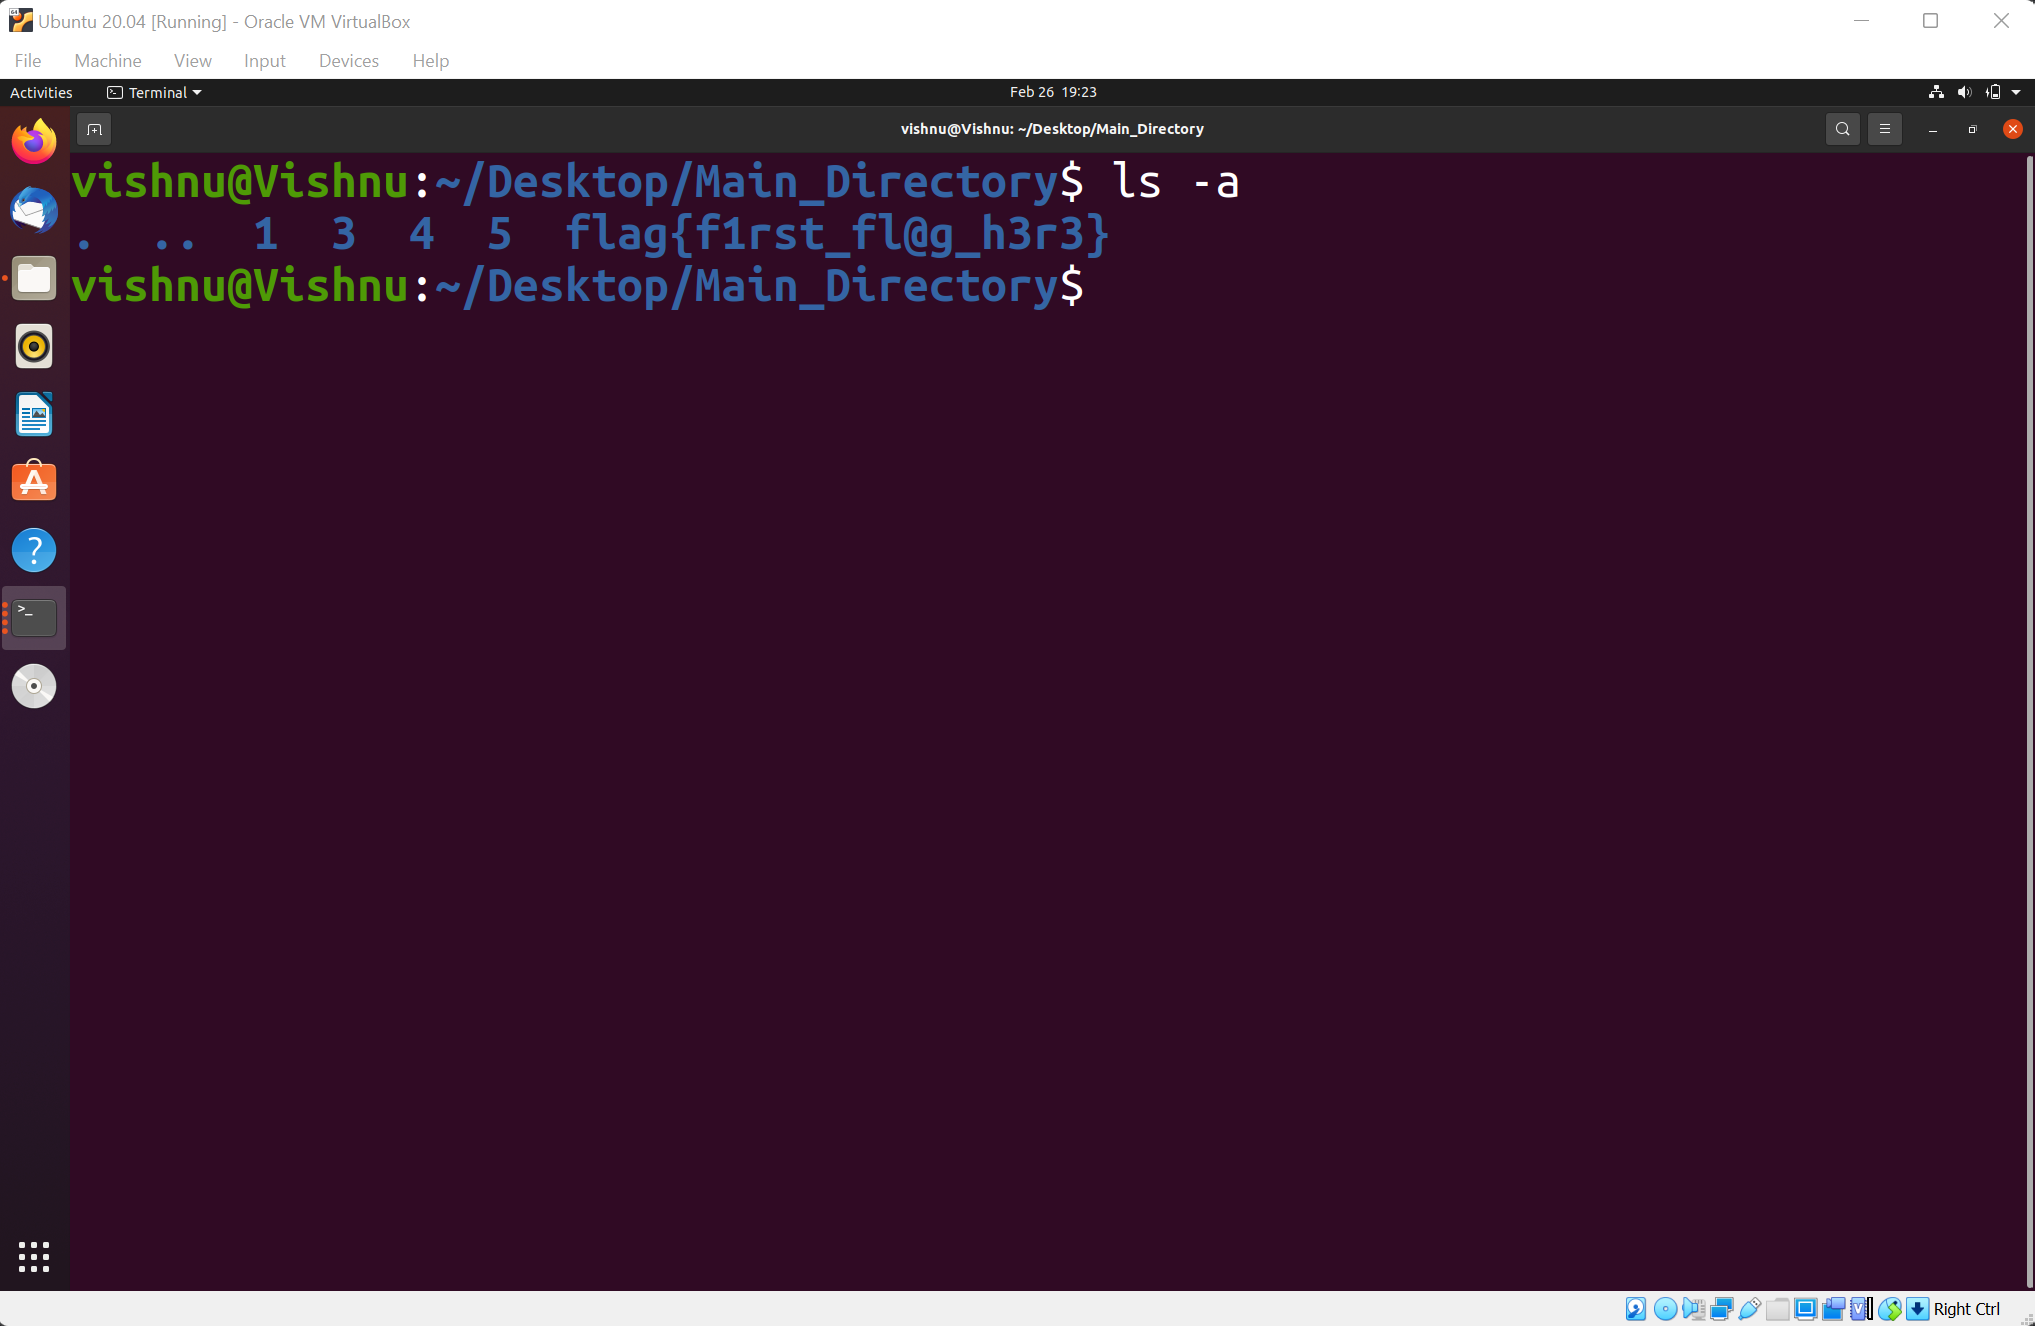 Ubuntu 20.04 [Running] - Oracle VM VirtualBox
File Machine View Input Devices Help
Activities Terminal Feb 26 19:23
vishnu@Vishnu: ~/Desktop/Main_Directory
vishnu@Vishnu:~/Desktop/Main_Directory$ ls -a
. .. 1 3 4 5 flag{f1rst_fl@g_h3r3}
vishnu@Vishnu:~/Desktop/Main_Directory$
Right Ctrl